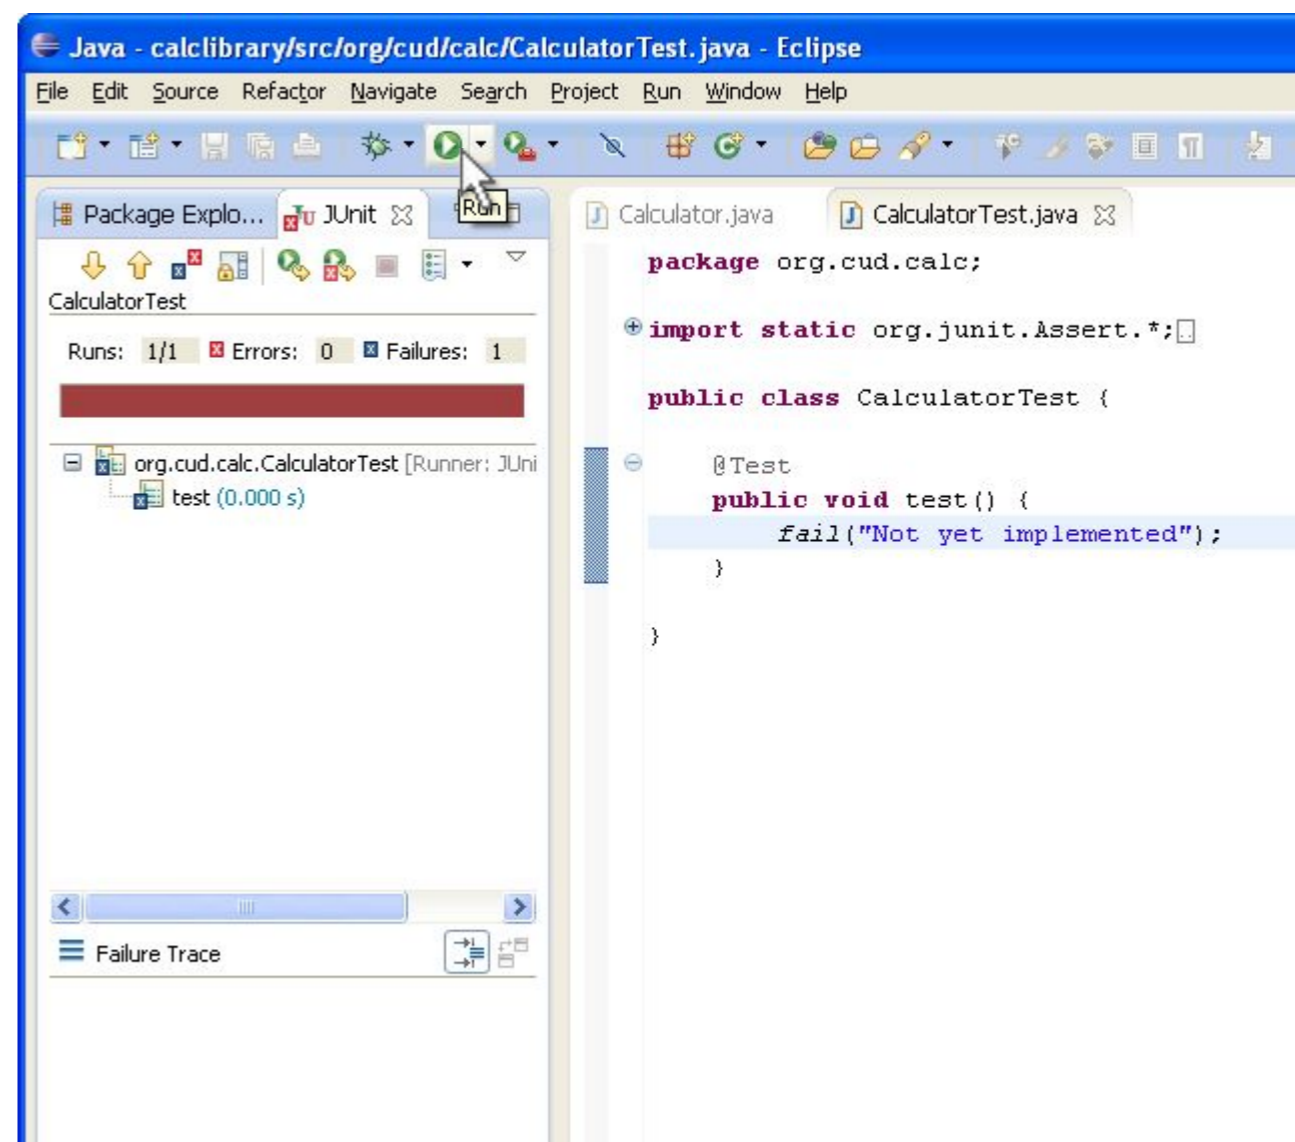 Java - calclibrary/src/org/cud/calc/CalculatorTest.java - Eclipse
File Edit Source Refactor Navigate Search Project Run Window Help
Package Explo... JUnit
Run
Calculator.java CalculatorTest.java
CalculatorTest
Runs: 1/1 Errors: 0 Failures: 1
org.cud.calc.CalculatorTest [Runner: JUni
test (0.000 s)
Failure Trace
package org.cud.calc;
import static org.junit.Assert.*;
public class CalculatorTest {
@Test
public void test() {
fail("Not yet implemented");
}
}